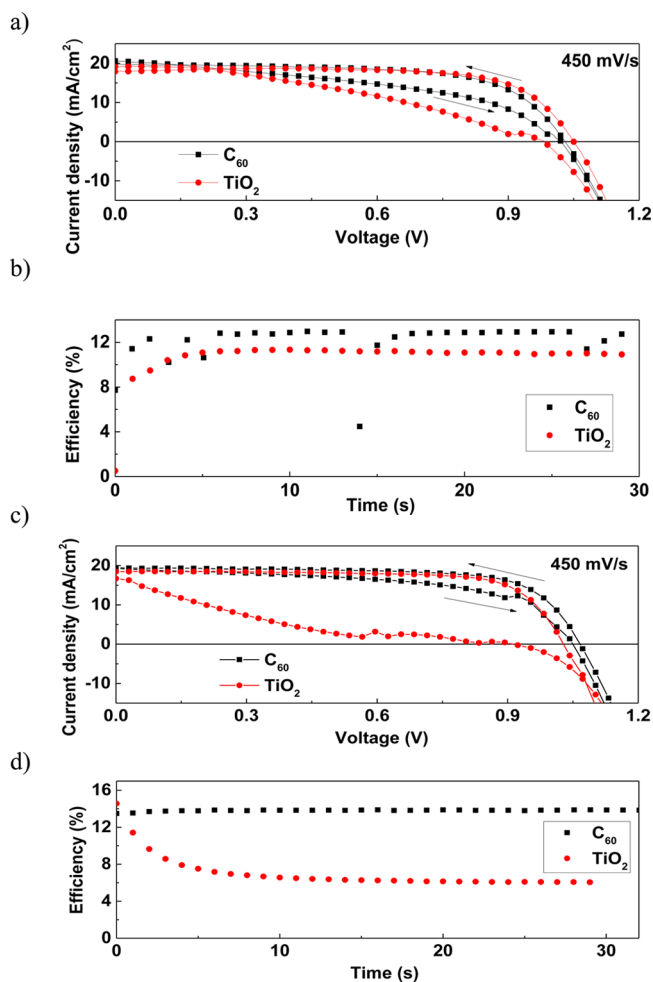 a)
20
10
0
-10
Current density (mA/cm²)
450 mV/s
C₆₀
TiO₂
0.0 0.3 0.6 0.9 1.2
Voltage (V)
b)
12
8
4
0
Efficiency (%)
C₆₀
TiO₂
0 10 20 30
Time (s)
c)
20
10
0
-10
Current density (mA/cm²)
450 mV/s
C₆₀
TiO₂
0.0 0.3 0.6 0.9 1.2
Voltage (V)
d)
16
12
8
4
0
Efficiency (%)
C₆₀
TiO₂
0 10 20 30
Time (s)